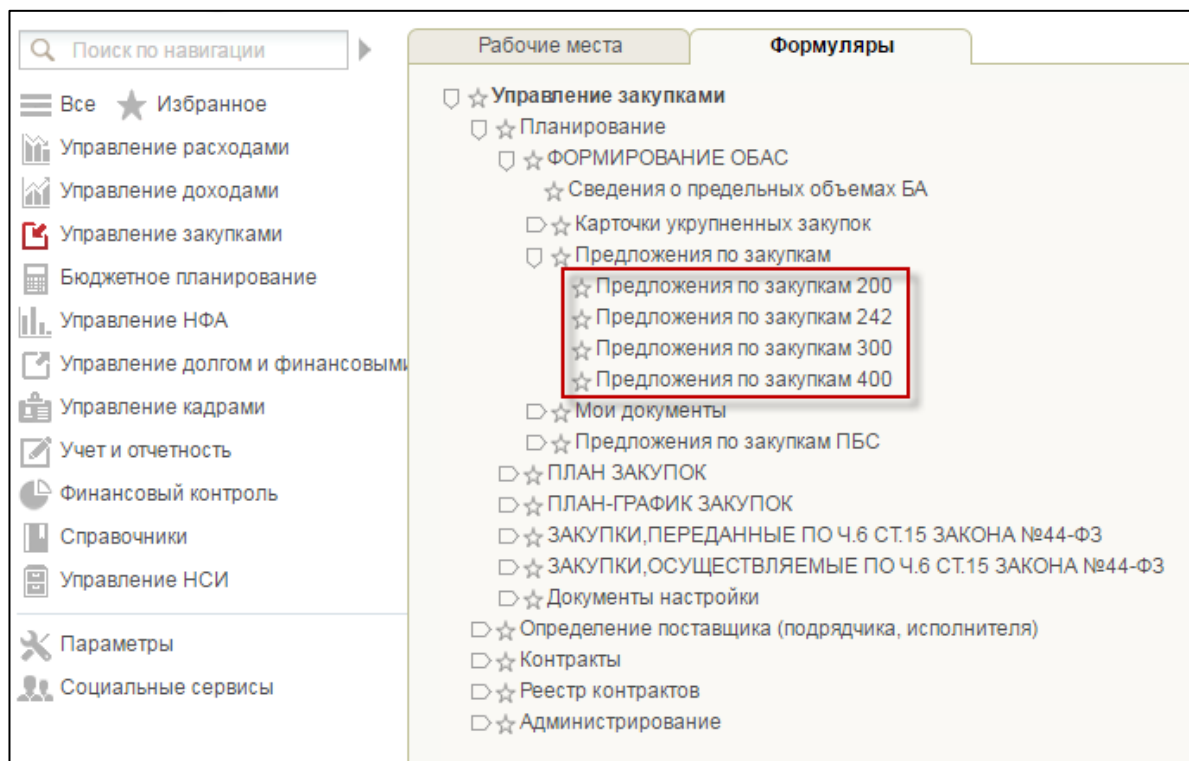 Поиск по навигации
Все Избранное
Управление расходами
Управление доходами
Управление закупками
Бюджетное планирование
Управление НФА
Управление долгом и финансовыми
Управление кадрами
Учет и отчетность
Финансовый контроль
Справочники
Управление НСИ
Параметры
Социальные сервисы
Рабочие места Формуляры
Управление закупками
Планирование
ФОРМИРОВАНИЕ ОБАС
Сведения о предельных объемах БА
Карточки укрупненных закупок
Предложения по закупкам
Предложения по закупкам 200
Предложения по закупкам 242
Предложения по закупкам 300
Предложения по закупкам 400
Мои документы
Предложения по закупкам ПБС
ПЛАН ЗАКУПОК
ПЛАН-ГРАФИК ЗАКУПОК
ЗАКУПКИ,ПЕРЕДАННЫЕ ПО Ч.6 СТ.15 ЗАКОНА №44-ФЗ
ЗАКУПКИ,ОСУЩЕСТВЛЯЕМЫЕ ПО Ч.6 СТ.15 ЗАКОНА №44-ФЗ
Документы настройки
Определение поставщика (подрядчика, исполнителя)
Контракты
Реестр контрактов
Администрирование